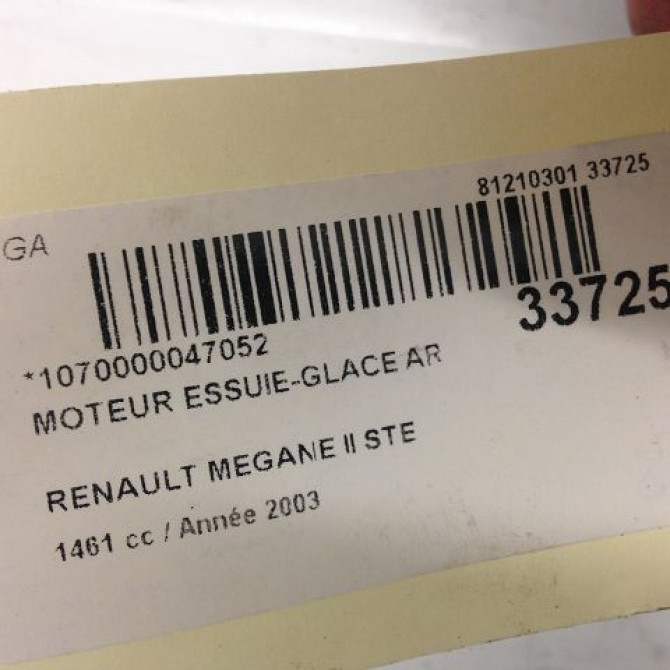 81210301 33725
GA
33725
*1070000047052
MOTEUR ESSUIE-GLACE AR
RENAULT MEGANE II STE
1461 cc / Année 2003